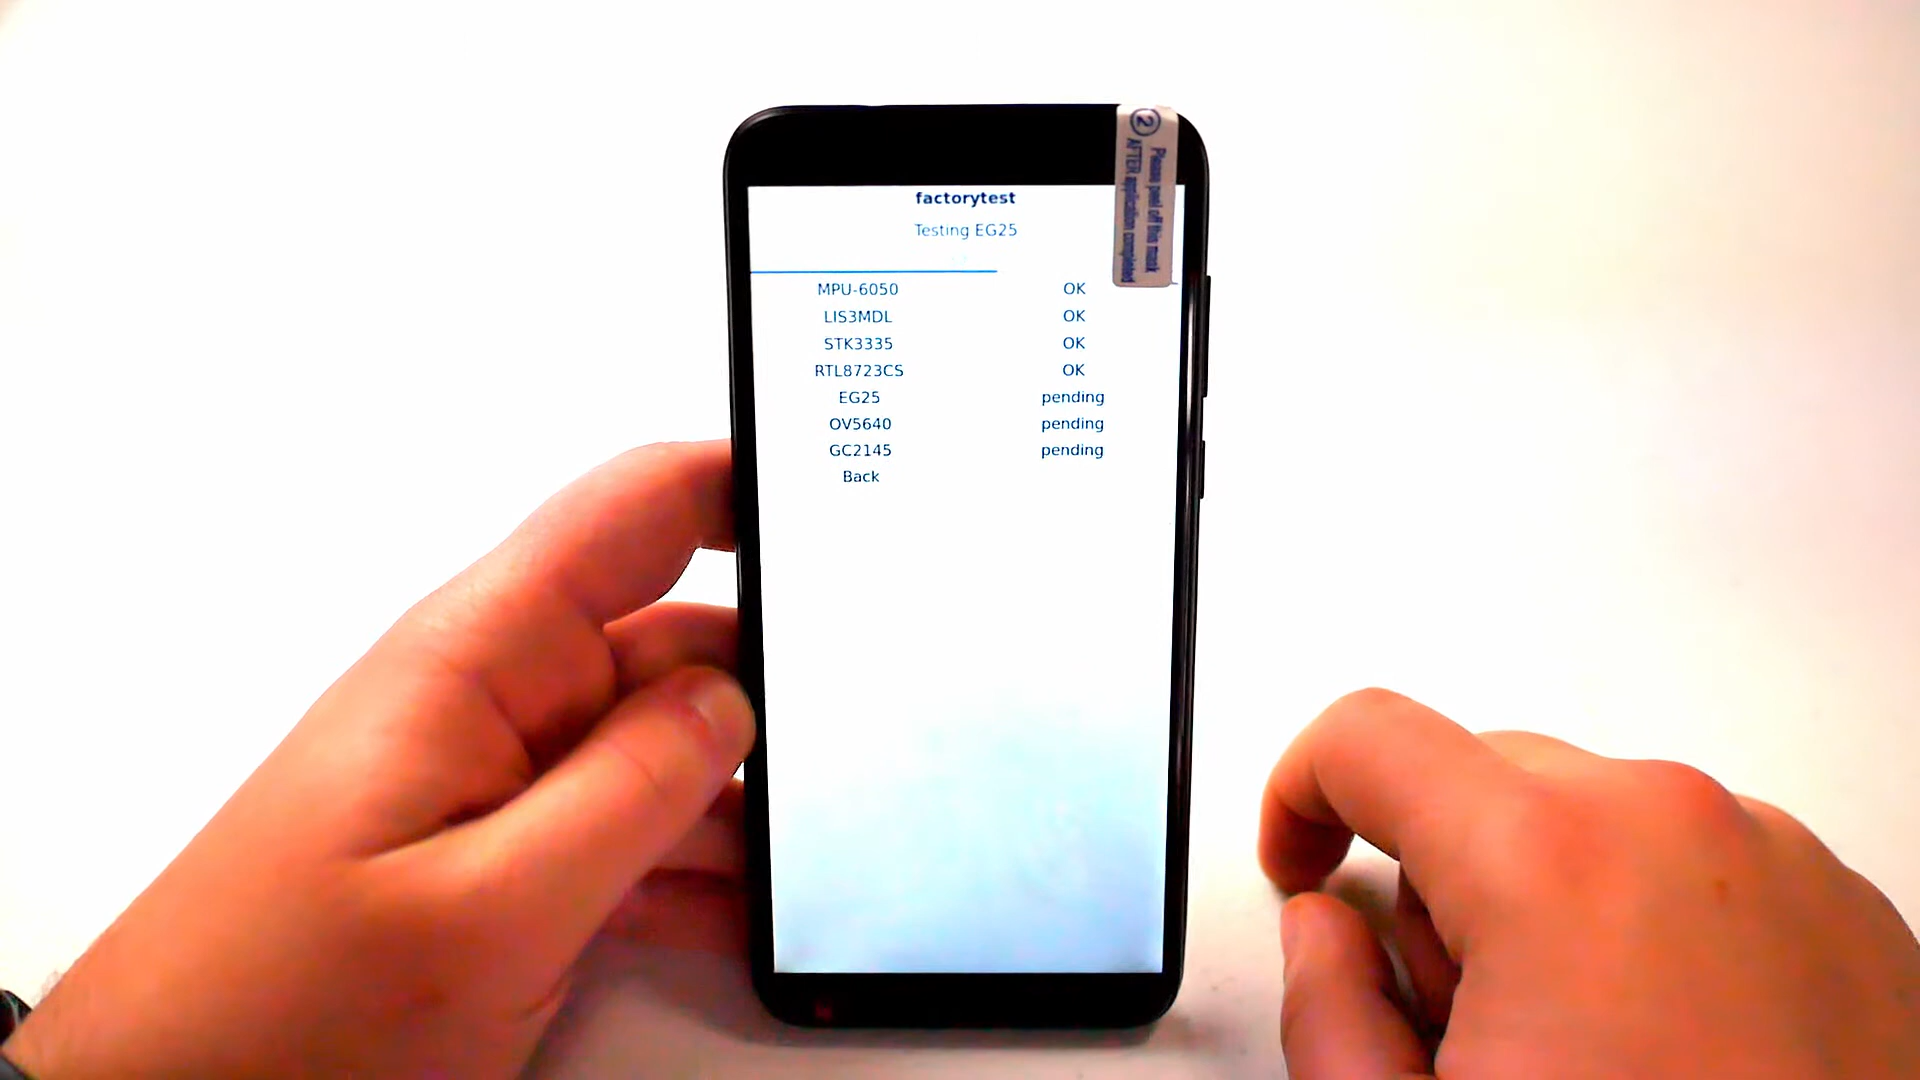 factorytest
Testing EG25
MPU-6050 OK
LIS3MDL OK
STK3335 OK
RTL8723CS OK
EG25 pending
OV5640 pending
GC2145 pending
Back
2
Please peel off this mask
AFTER application completed